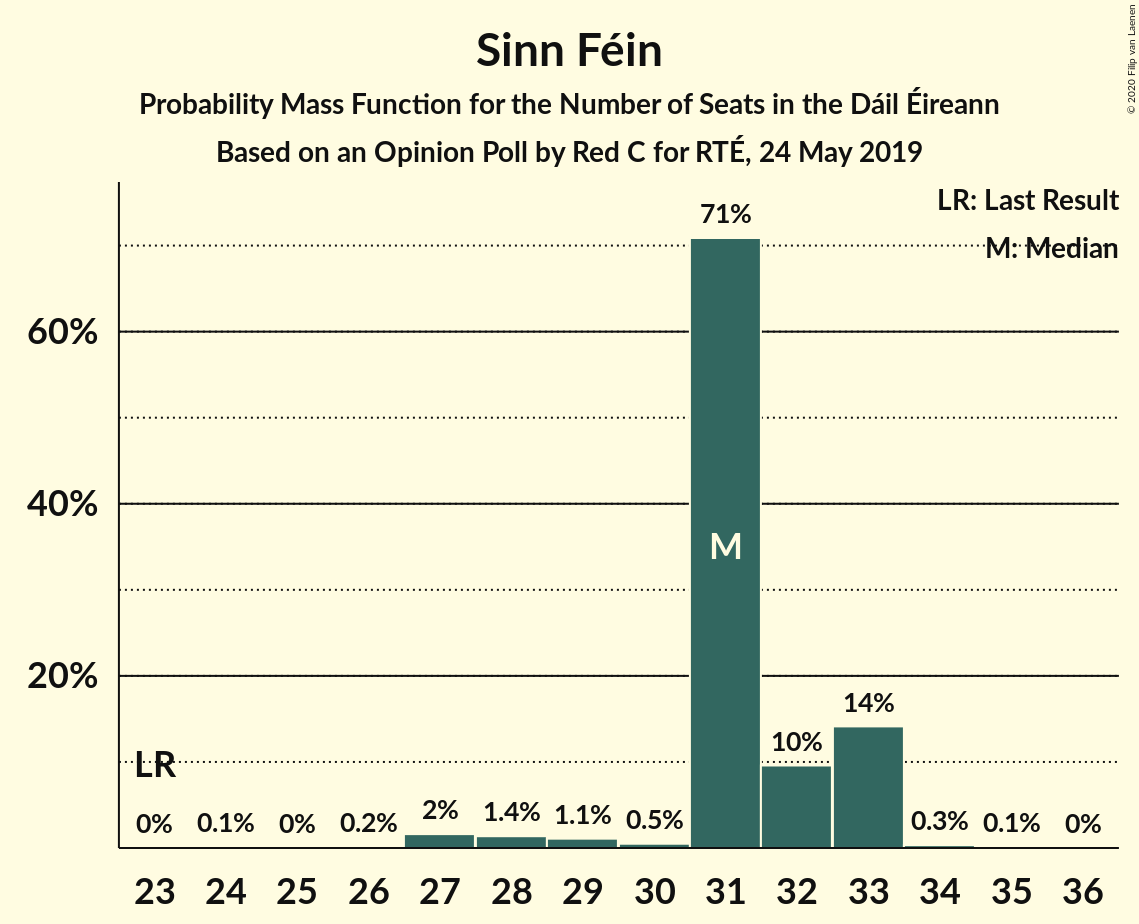 Sinn Féin
Probability Mass Function for the Number of Seats in the Dáil Éireann
Based on an Opinion Poll by Red C for RTÉ, 24 May 2019
© 2020 Filip van Laenen
LR: Last Result
M: Median
60%
40%
20%
LR
0% 0.1% 0% 0.2% 2% 1.4% 1.1% 0.5% 71% 10% 14% 0.3% 0.1% 0%
M
23 24 25 26 27 28 29 30 31 32 33 34 35 36